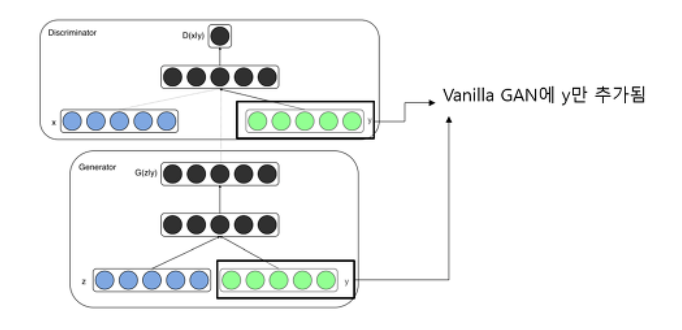 Discriminator
D(x|y)
x
y
Vanilla GAN에 y만 추가됨
Generator
G(z|y)
z
y